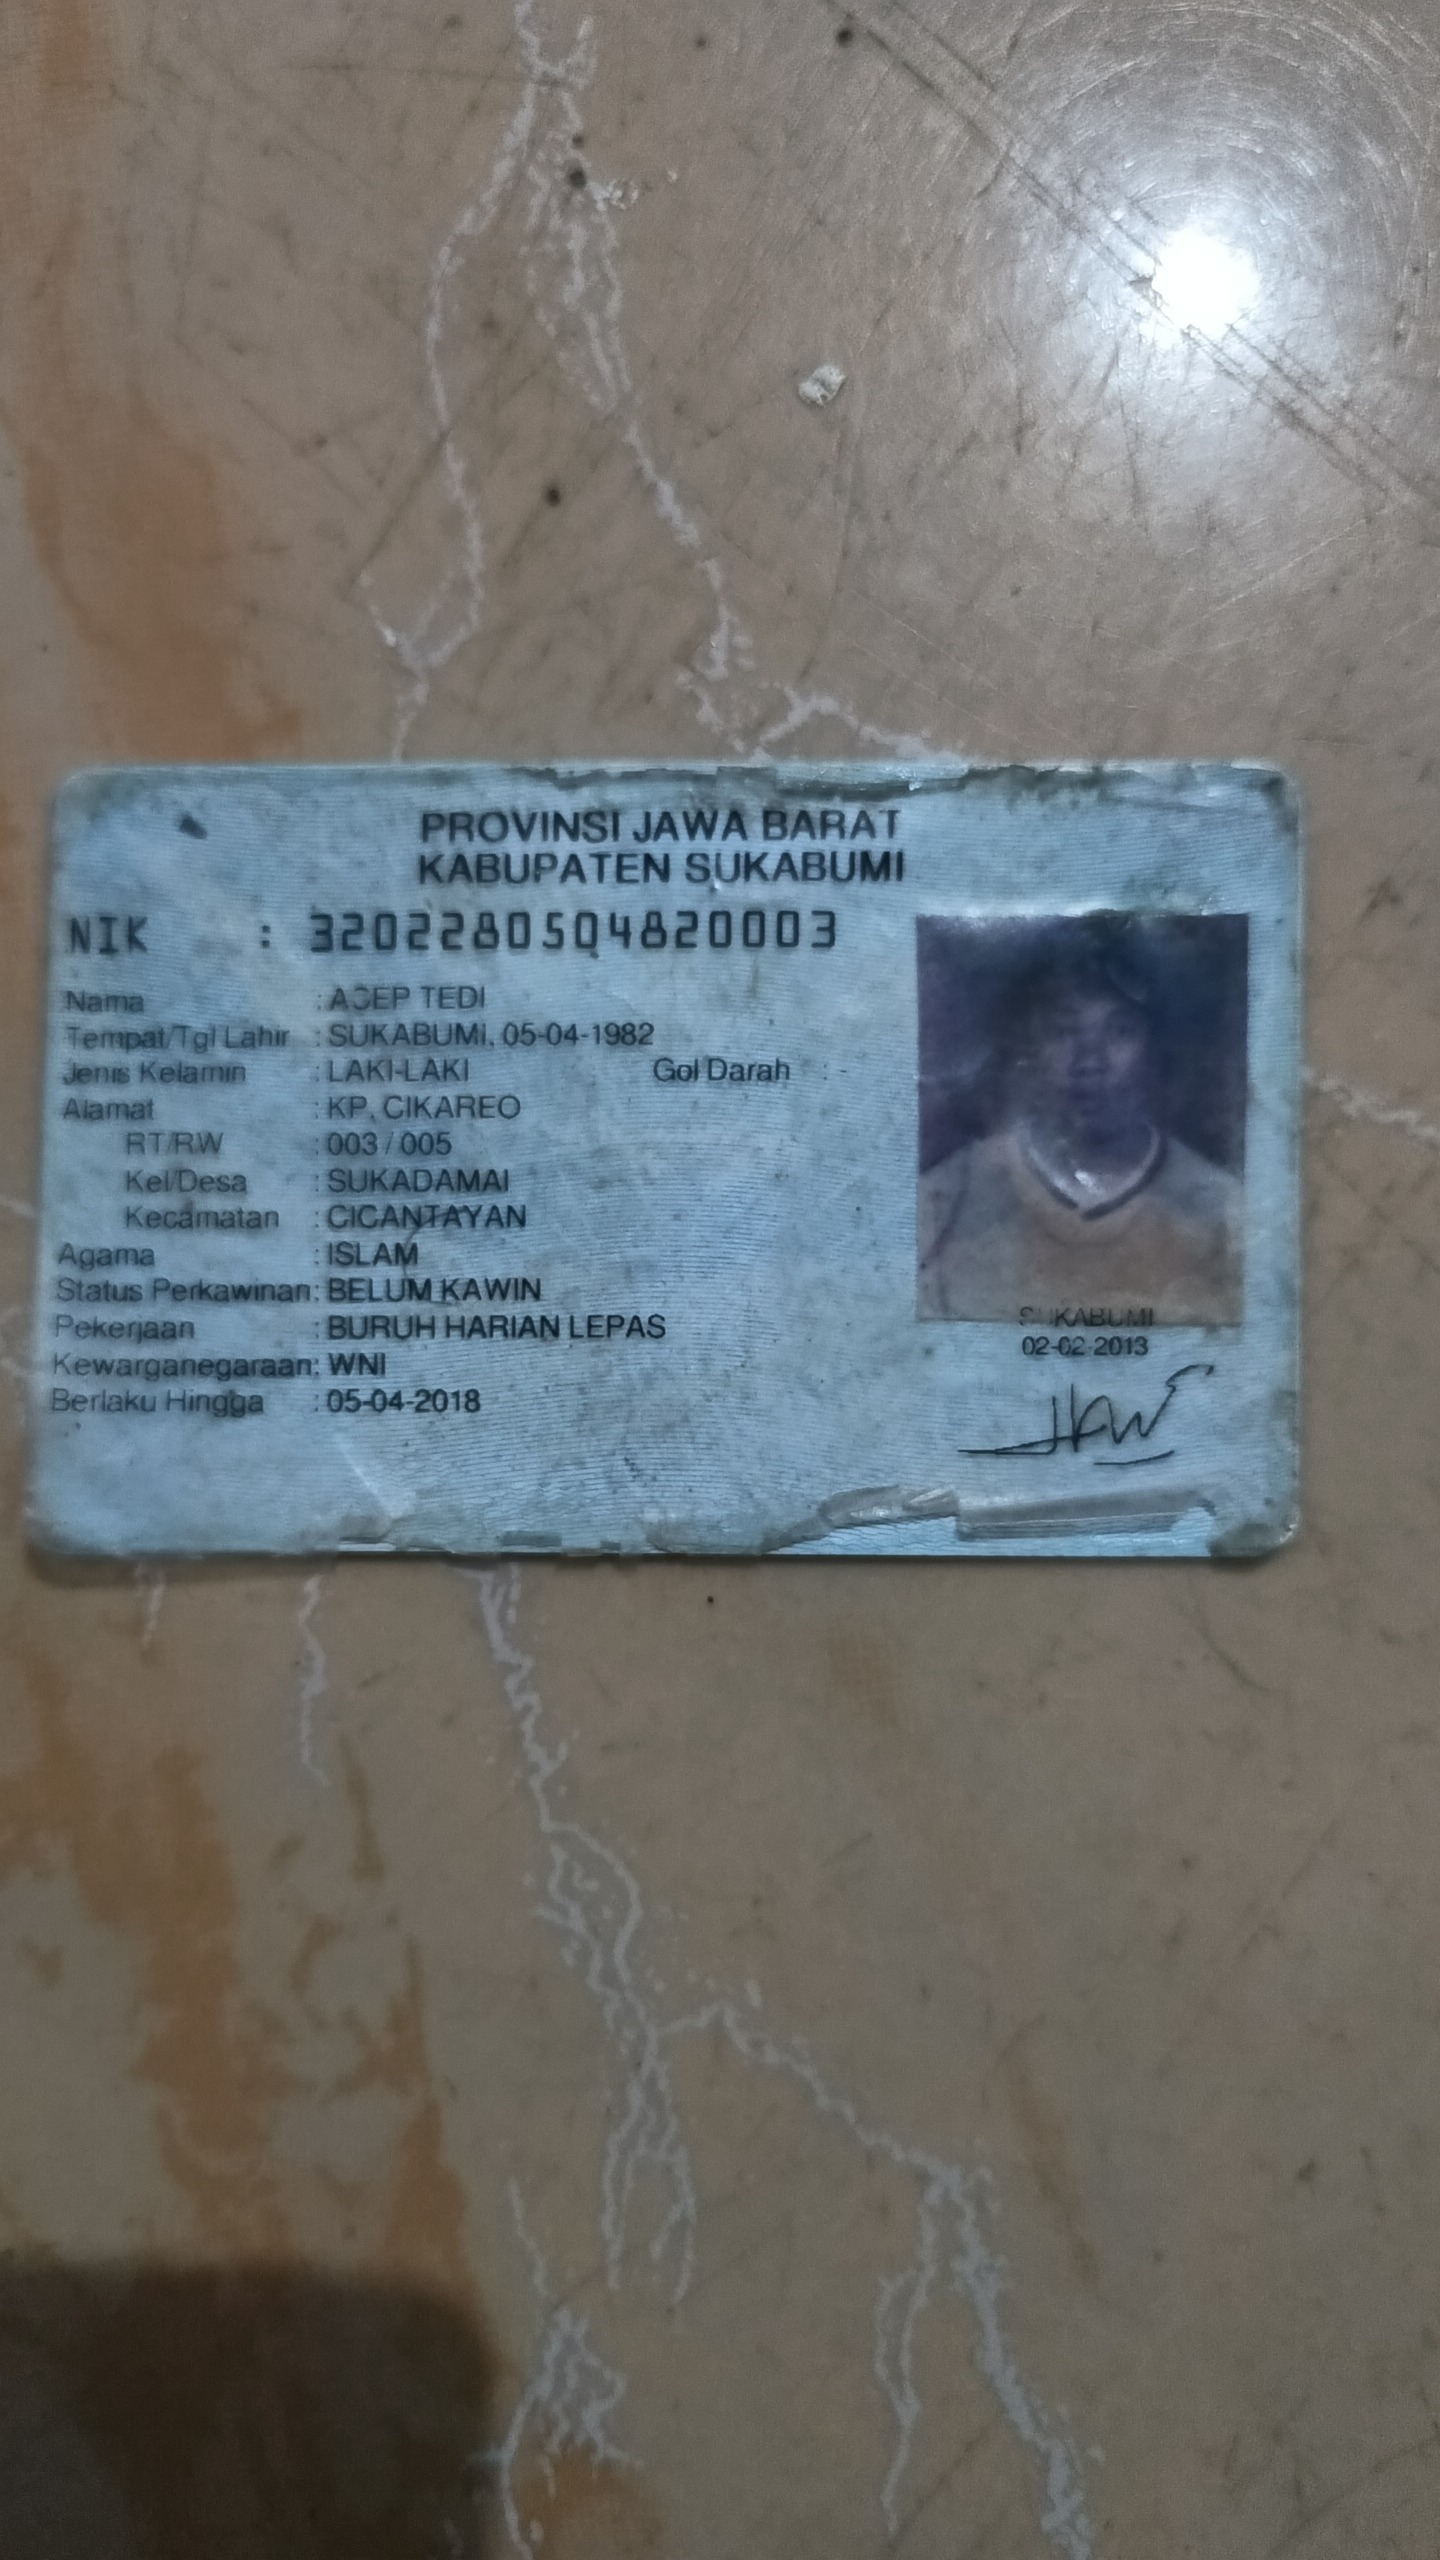 PROVINSI JAWA BARAT
KABUPATEN SUKABUMI
NIK : 3202280504820003
Nama : ASEP TEDI
Tempat/Tgl Lahir : SUKABUMI, 05-04-1982
Jenis Kelamin : LAKI-LAKI Gol Darah : -
Alamat : KP. CIKAREO
RT/RW : 003 / 005
Kel/Desa : SUKADAMAI
Kecamatan : CICANTAYAN
Agama : ISLAM
Status Perkawinan : BELUM KAWIN
Pekerjaan : BURUH HARIAN LEPAS
Kewarganegaraan : WNI
Berlaku Hingga : 05-04-2018
SUKABUMI
02-02-2013